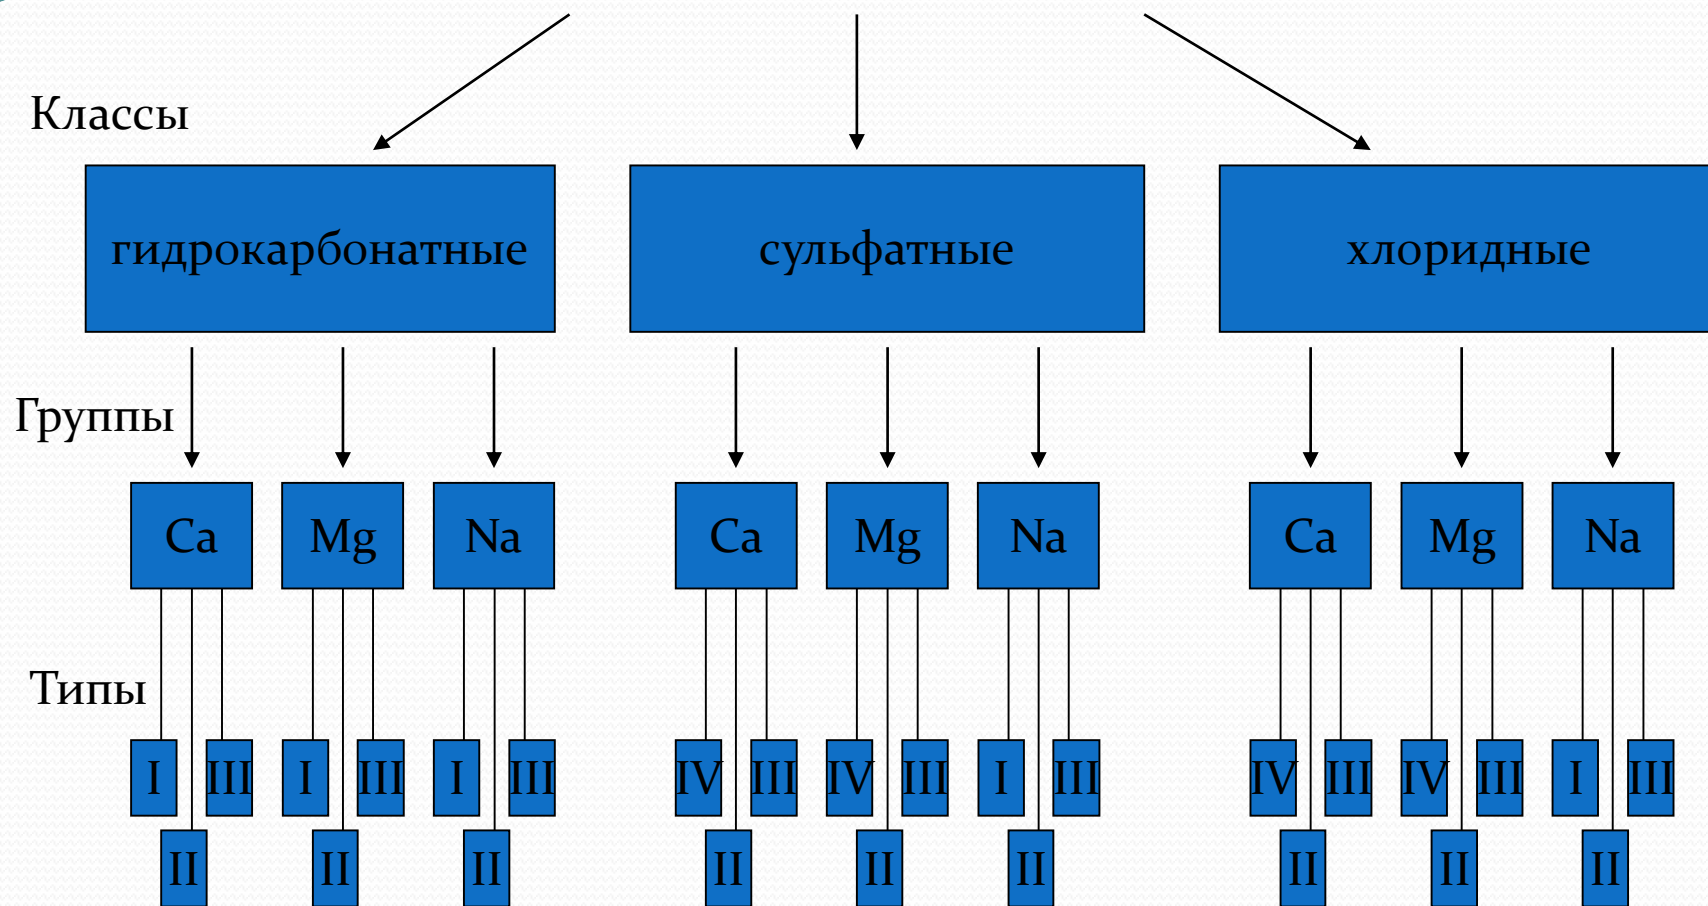 Классы
гидрокарбонатные сульфатные хлоридные
Группы
Ca Mg Na Ca Mg Na Ca Mg Na
Типы
I III I III I III IV III IV III I III IV III IV III I III
II II II II II II II II II